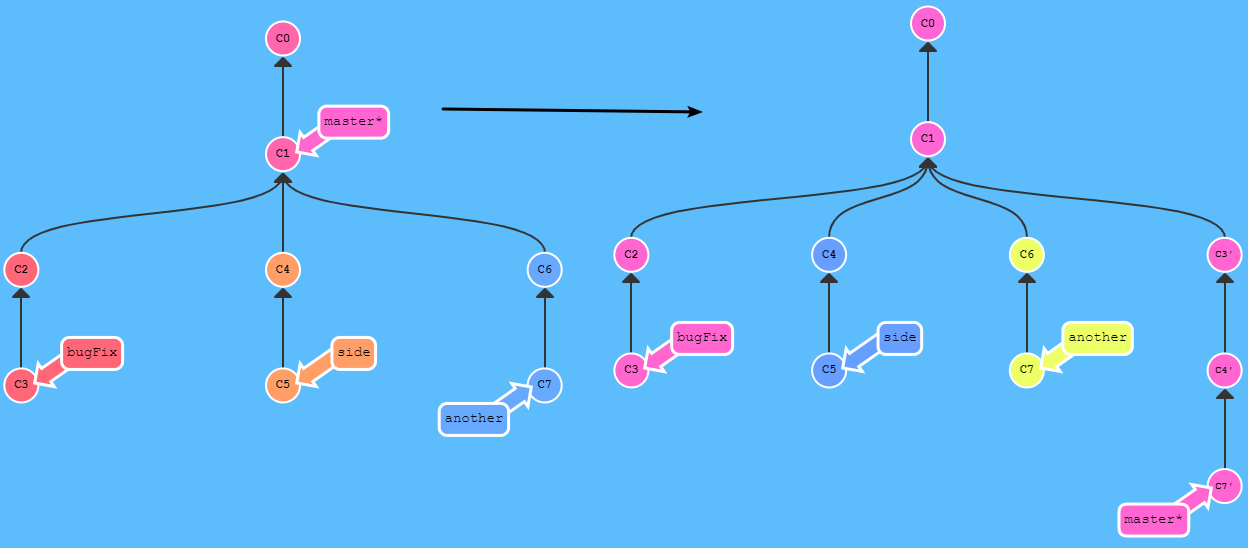 C0
master*
C1
C2
C4
C6
bugFix
side
C3
C5
C7
another
C0
C1
C2
C4
C6
C3'
bugFix
side
another
C3
C5
C7
C4'
C7'
master*